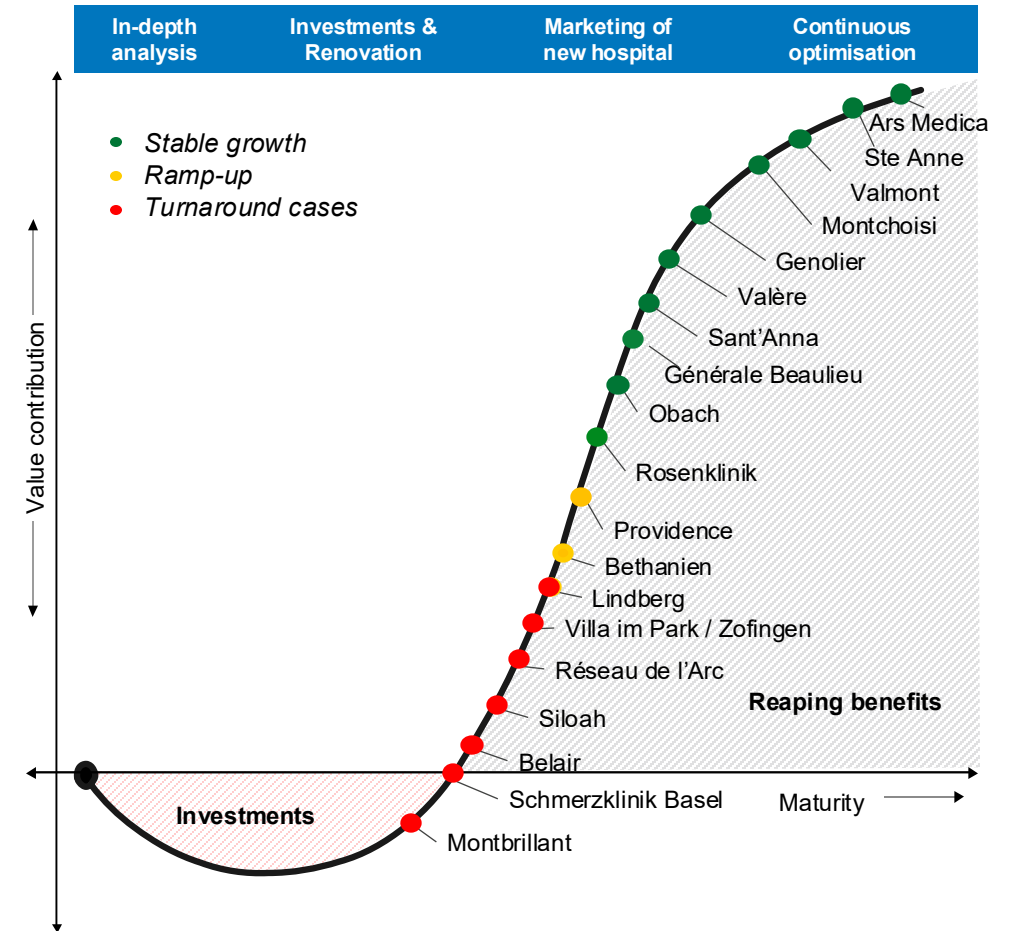 In-depth
analysis
Investments &
Renovation
Marketing of
new hospital
Continuous
optimisation
Stable growth
Ramp-up
Turnaround cases
Value contribution
Ars Medica
Ste Anne
Valmont
Montchoisi
Genolier
Valère
Sant’Anna
Générale Beaulieu
Obach
Rosenklinik
Providence
Bethanien
Lindberg
Villa im Park / Zofingen
Réseau de l’Arc
Siloah
Belair
Schmerzklinik Basel
Montbrillant
Reaping benefits
Maturity
Investments